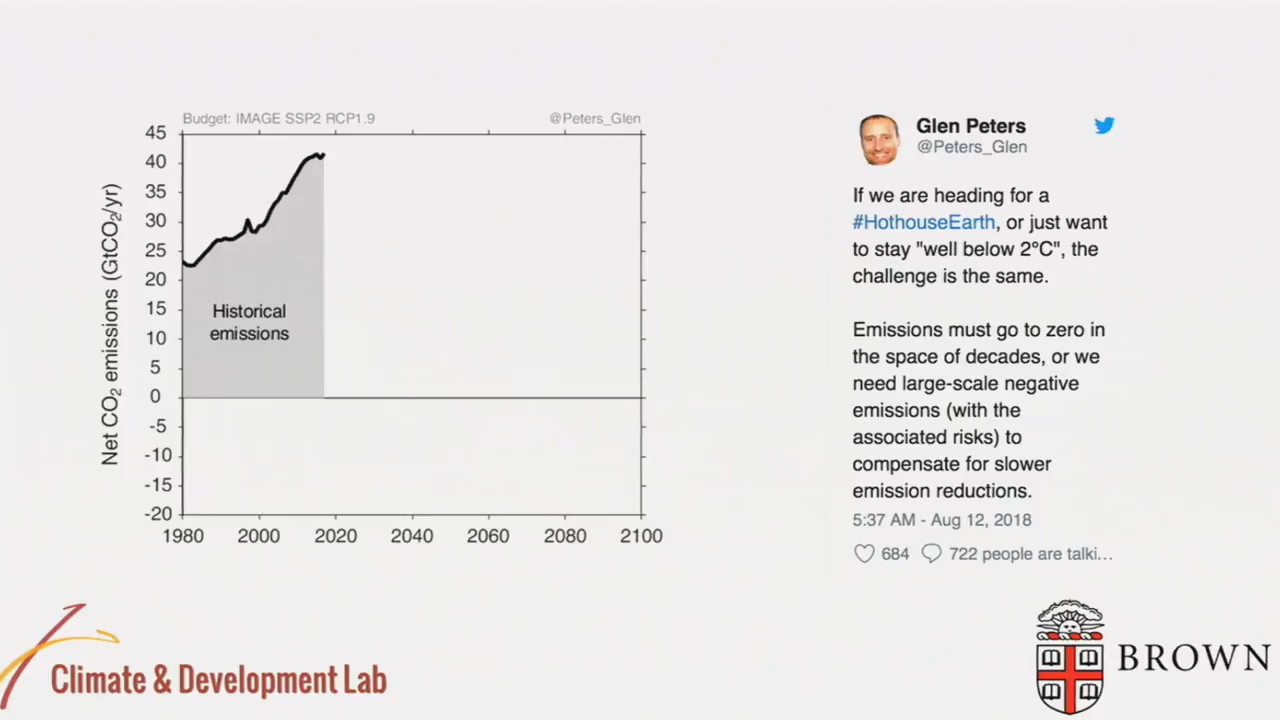 Budget: IMAGE SSP2 RCP1.9
@Peters_Glen
Net CO₂ emissions (GtCO₂/yr)
45
40
35
30
25
20
15
10
5
0
-5
-10
-15
-20
Historical
emissions
1980 2000 2020 2040 2060 2080 2100
Glen Peters
@Peters_Glen
If we are heading for a
#HothouseEarth, or just want
to stay "well below 2°C", the
challenge is the same.
Emissions must go to zero in
the space of decades, or we
need large-scale negative
emissions (with the
associated risks) to
compensate for slower
emission reductions.
5:37 AM - Aug 12, 2018
684 722 people are talki...
Climate & Development Lab
BROWN